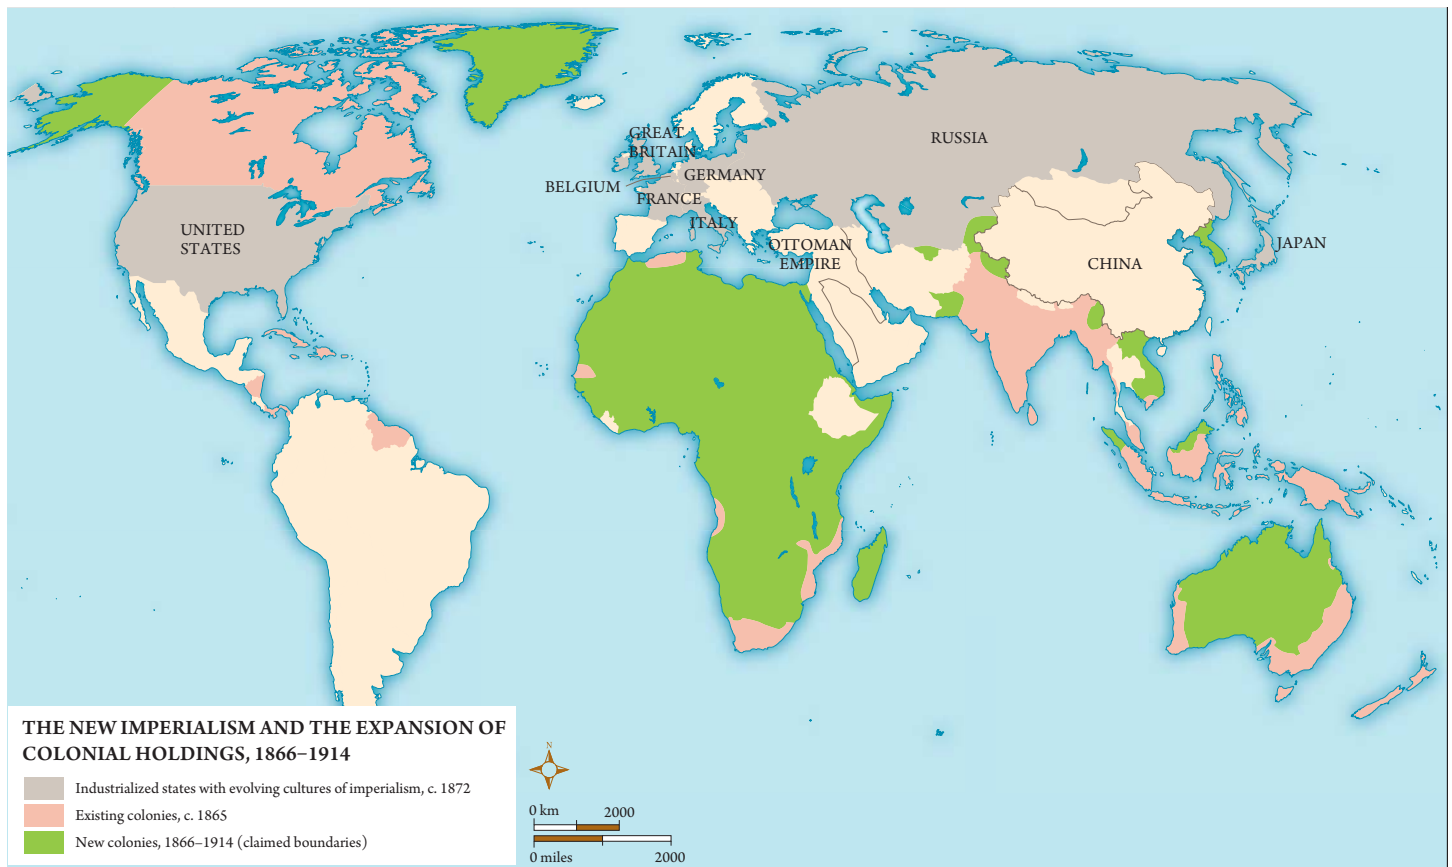 RUSSIA
GREAT
BRITAIN
GERMANY
BELGIUM
FRANCE
ITALY
UNITED
STATES
OTTOMAN
EMPIRE
CHINA
JAPAN
THE NEW IMPERIALISM AND THE EXPANSION OF
COLONIAL HOLDINGS, 1866–1914
Industrialized states with evolving cultures of imperialism, c. 1872
Existing colonies, c. 1865
New colonies, 1866–1914 (claimed boundaries)
N
0 km 2000
0 miles 2000